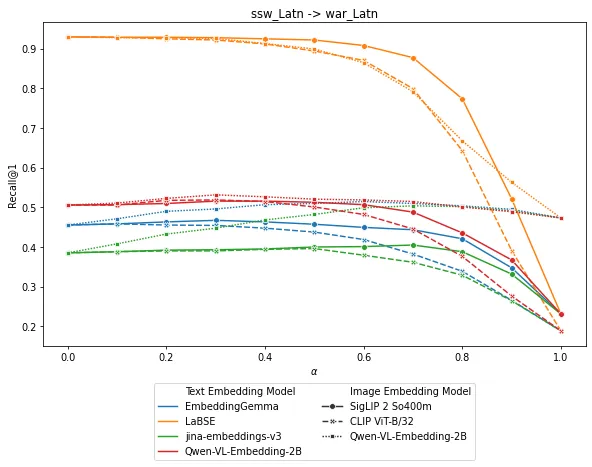 ssw_Latn -> war_Latn
Recall@1
0.9
0.8
0.7
0.6
0.5
0.4
0.3
0.2
0.0 0.2 0.4 0.6 0.8 1.0
α
Text Embedding Model Image Embedding Model
EmbeddingGemma SigLIP 2 So400m
LaBSE CLIP ViT-B/32
jina-embeddings-v3 Qwen-VL-Embedding-2B
Qwen-VL-Embedding-2B